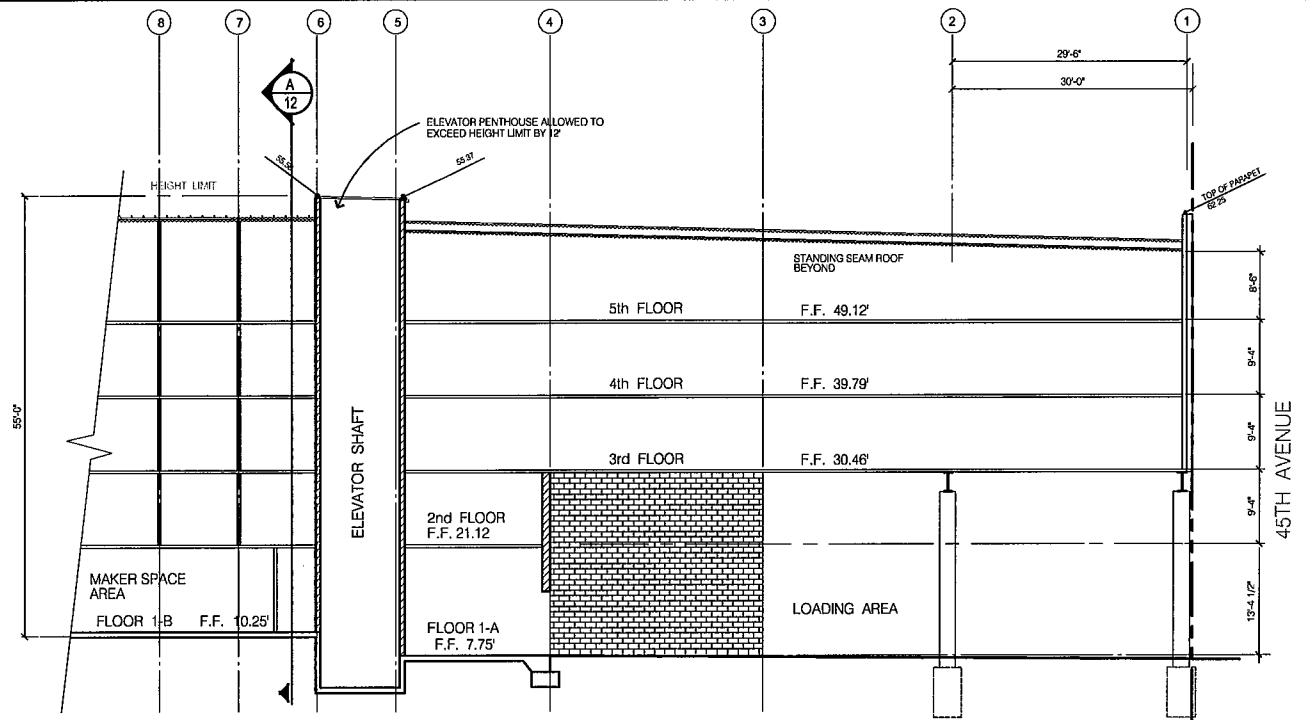 8 7 6 5 4 3 2 1
29'-6"
30'-0"
A
12
ELEVATOR PENTHOUSE ALLOWED TO
EXCEED HEIGHT LIMIT BY 12'
55.37
HEIGHT LIMIT
TOP OF PARAPET
62.25
STANDING SEAM ROOF
BEYOND
8'-6"
5th FLOOR F.F. 49.12'
9'-4"
4th FLOOR F.F. 39.79'
55'-0"
ELEVATOR SHAFT
9'-4"
45TH AVENUE
3rd FLOOR F.F. 30.46'
2nd FLOOR
F.F. 21.12
9'-4"
MAKER SPACE
AREA
FLOOR 1-B F.F. 10.25'
LOADING AREA
13'-4 1/2"
FLOOR 1-A
F.F. 7.75'